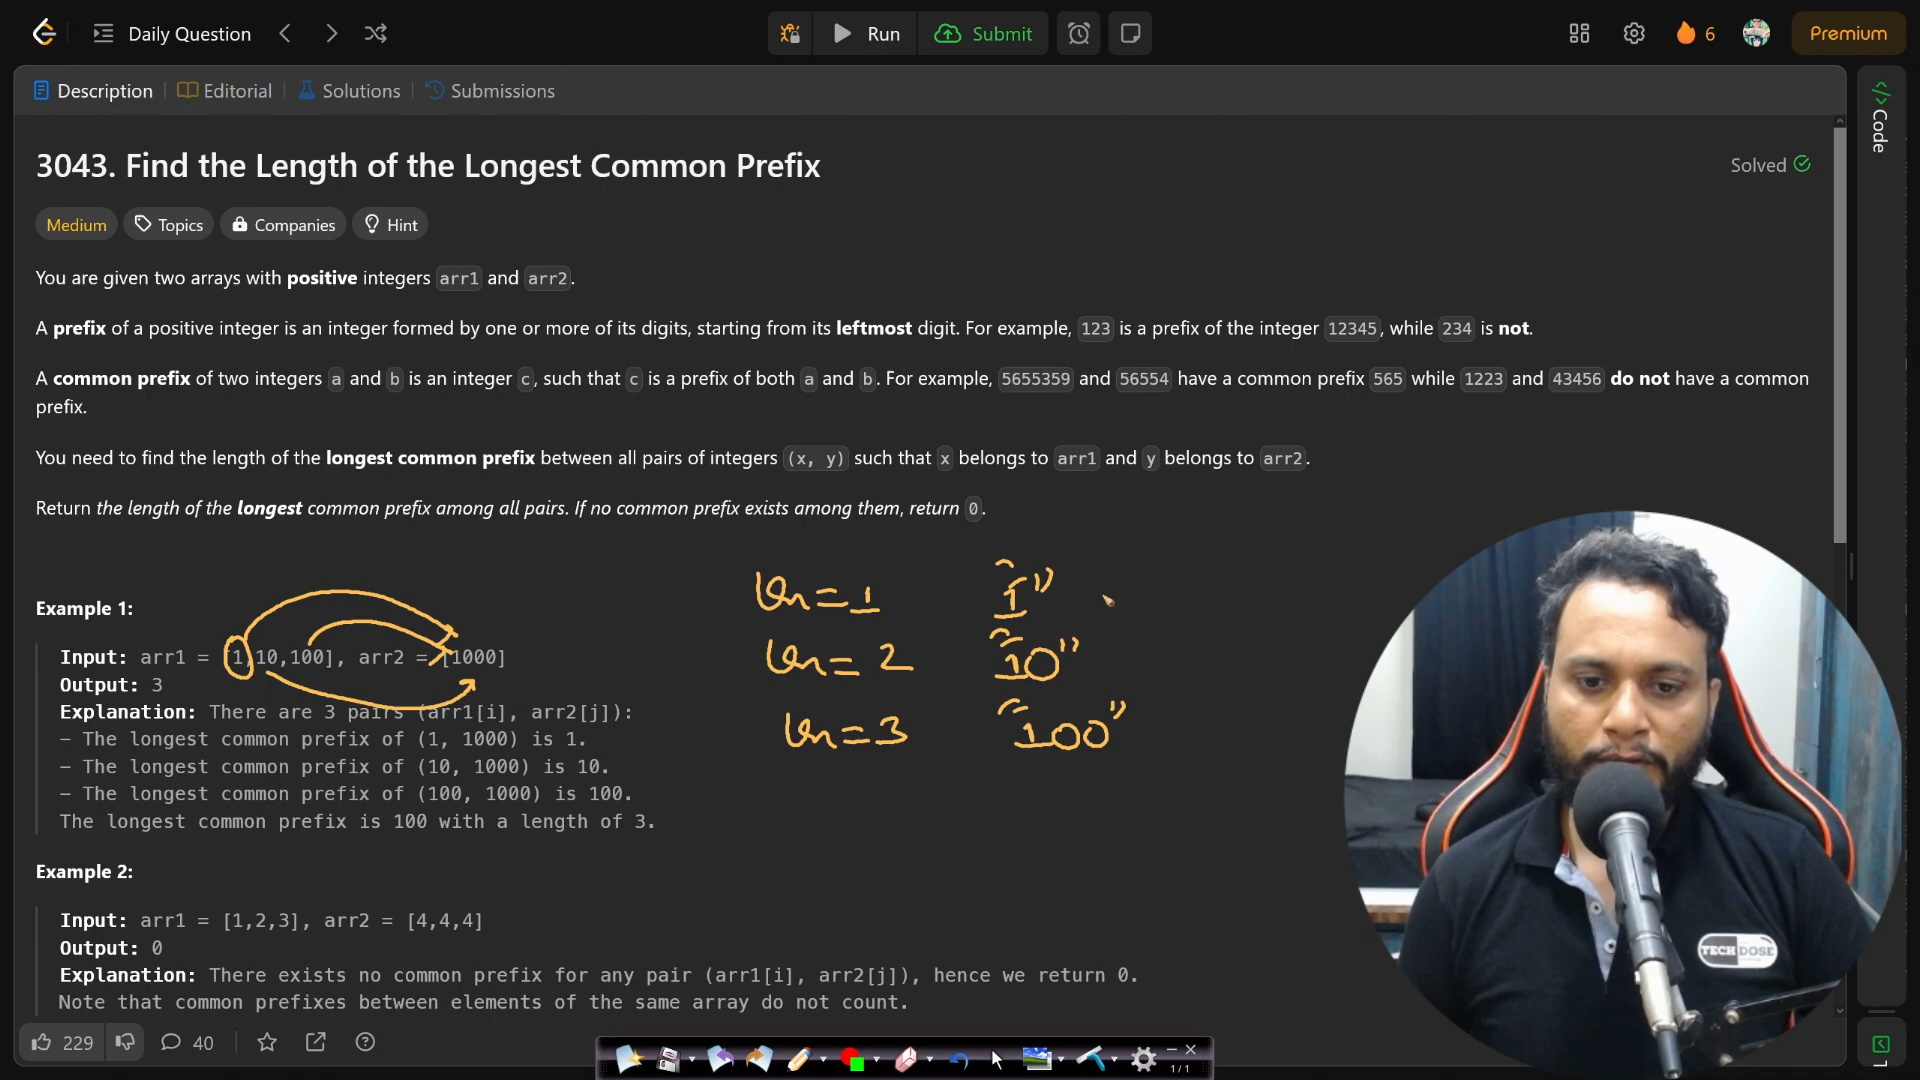 Daily Question
Run
Submit
6
Premium
Description
Editorial
Solutions
Submissions
Code
3043. Find the Length of the Longest Common Prefix
Solved
Medium
Topics
Companies
Hint
You are given two arrays with positive integers arr1 and arr2.
A prefix of a positive integer is an integer formed by one or more of its digits, starting from its leftmost digit. For example, 123 is a prefix of the integer 12345, while 234 is not.
A common prefix of two integers a and b is an integer c, such that c is a prefix of both a and b. For example, 5655359 and 56554 have a common prefix 565 while 1223 and 43456 do not have a common
prefix.
You need to find the length of the longest common prefix between all pairs of integers (x, y) such that x belongs to arr1 and y belongs to arr2.
Return the length of the longest common prefix among all pairs. If no common prefix exists among them, return 0.
len=1 "1"
len=2 "10"
len=3 "100"
Example 1:
Input: arr1 = [1,10,100], arr2 = [1000]
Output: 3
Explanation: There are 3 pairs (arr1[i], arr2[j]):
- The longest common prefix of (1, 1000) is 1.
- The longest common prefix of (10, 1000) is 10.
- The longest common prefix of (100, 1000) is 100.
The longest common prefix is 100 with a length of 3.
Example 2:
Input: arr1 = [1,2,3], arr2 = [4,4,4]
Output: 0
Explanation: There exists no common prefix for any pair (arr1[i], arr2[j]), hence we return 0.
Note that common prefixes between elements of the same array do not count.
TECH DOSE
229
40
1/1